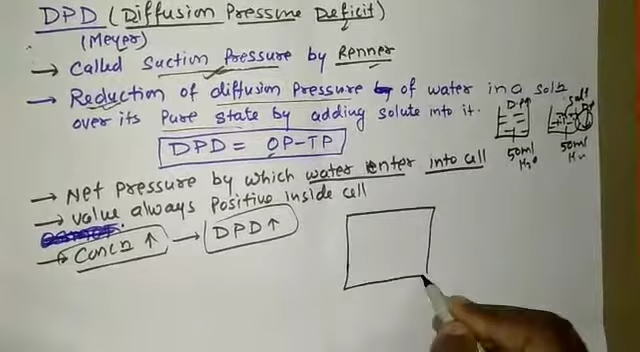 DPD (Diffusion Pressure Deficit)
(Meyer)
→ Called Suction Pressure by Renner
→ Reduction of diffusion pressure of water in a soln
over its Pure state by adding solute into it.
DPD = OP-TP
→ Net pressure by which water enter into cell
→ Value always Positive inside cell
→ Concn ↑ → DPD ↑
50ml
50ml